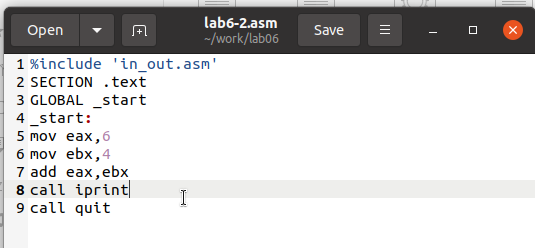 Open lab6-2.asm Save
~/work/lab06
1 %include 'in_out.asm'
2 SECTION .text
3 GLOBAL _start
4 _start:
5 mov eax,6
6 mov ebx,4
7 add eax,ebx
8 call iprint
9 call quit